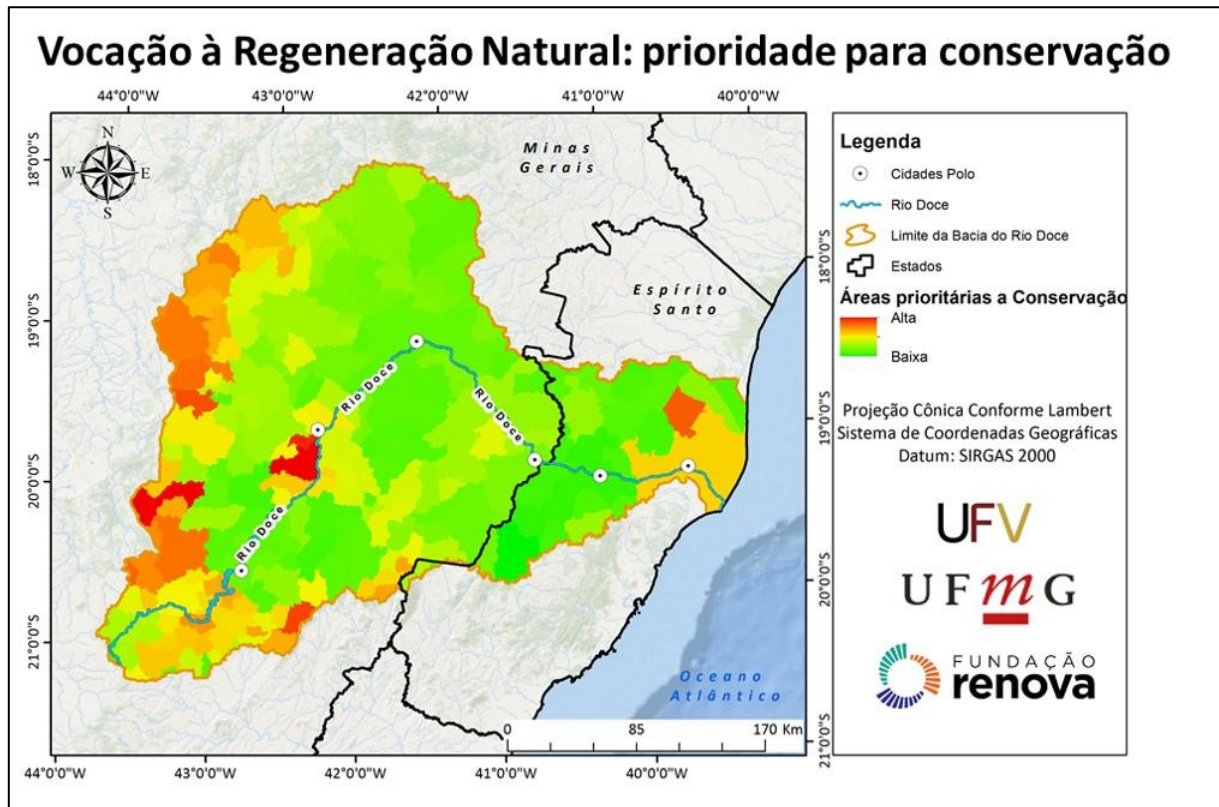 Vocação à Regeneração Natural: prioridade para conservação
44°0'0"W
43°0'0"W
42°0'0"W
41°0'0"W
40°0'0"W
18°0'0"S
19°0'0"S
20°0'0"S
21°0'0"S
N
W
E
S
Minas
Gerais
Espírito
Santo
Rio Doce
Rio Doce
Rio Doce
Oceano
Atlântico
0
85
170 Km
18°0'0"S
19°0'0"S
20°0'0"S
21°0'0"S
44°0'0"W
43°0'0"W
42°0'0"W
41°0'0"W
40°0'0"W
Legenda
Cidades Polo
Rio Doce
Limite da Bacia do Rio Doce
Estados
Áreas prioritárias a Conservação
Alta
Baixa
Projeção Cônica Conforme Lambert
Sistema de Coordenadas Geográficas
Datum: SIRGAS 2000
UFV
UFmG
FUNDAÇÃO
renova